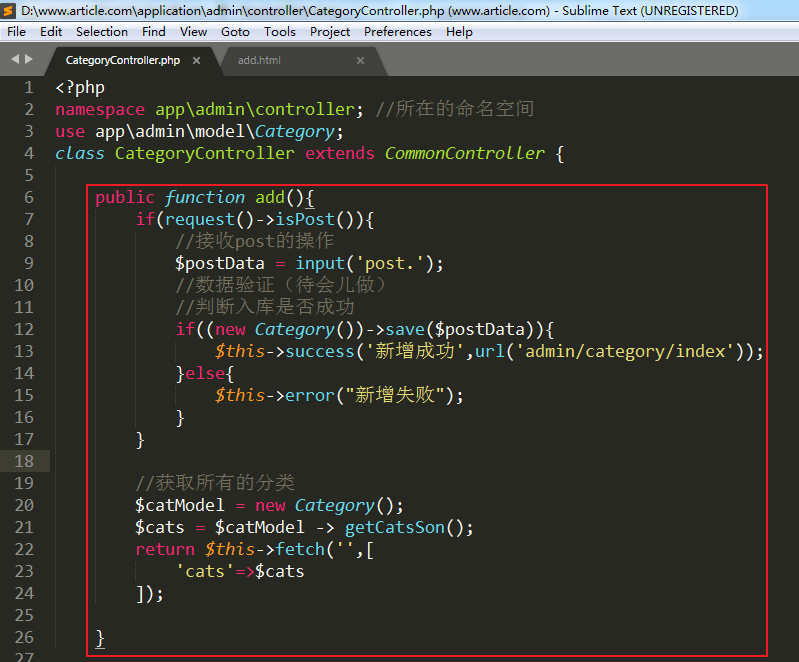 D:\www.article.com\application\admin\controller\CategoryController.php (www.article.com) - Sublime Text (UNREGISTERED)
File Edit Selection Find View Goto Tools Project Preferences Help
CategoryController.php × add.html ×
1 <?php
2 namespace app\admin\controller; //所在的命名空间
3 use app\admin\model\Category;
4 class CategoryController extends CommonController {
5
6 public function add(){
7 if(request()->isPost()){
8 //接收post的操作
9 $postData = input('post.');
10 //数据验证（待会儿做）
11 //判断入库是否成功
12 if((new Category())->save($postData)){
13 $this->success('新增成功',url('admin/category/index'));
14 }else{
15 $this->error("新增失败");
16 }
17 }
18
19 //获取所有的分类
20 $catModel = new Category();
21 $cats = $catModel -> getCatsSon();
22 return $this->fetch('',[
23 'cats'=>$cats
24 ]);
25
26 }
27